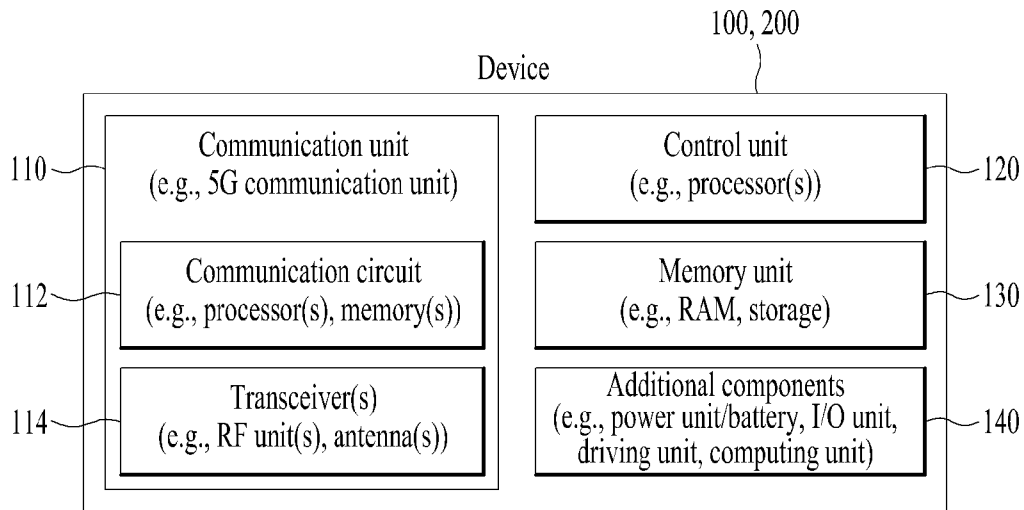 100, 200
Device
110
Communication unit
(e.g., 5G communication unit)
112
Communication circuit
(e.g., processor(s), memory(s))
114
Transceiver(s)
(e.g., RF unit(s), antenna(s))
Control unit
(e.g., processor(s))
120
Memory unit
(e.g., RAM, storage)
130
Additional components
(e.g., power unit/battery, I/O unit,
driving unit, computing unit)
140